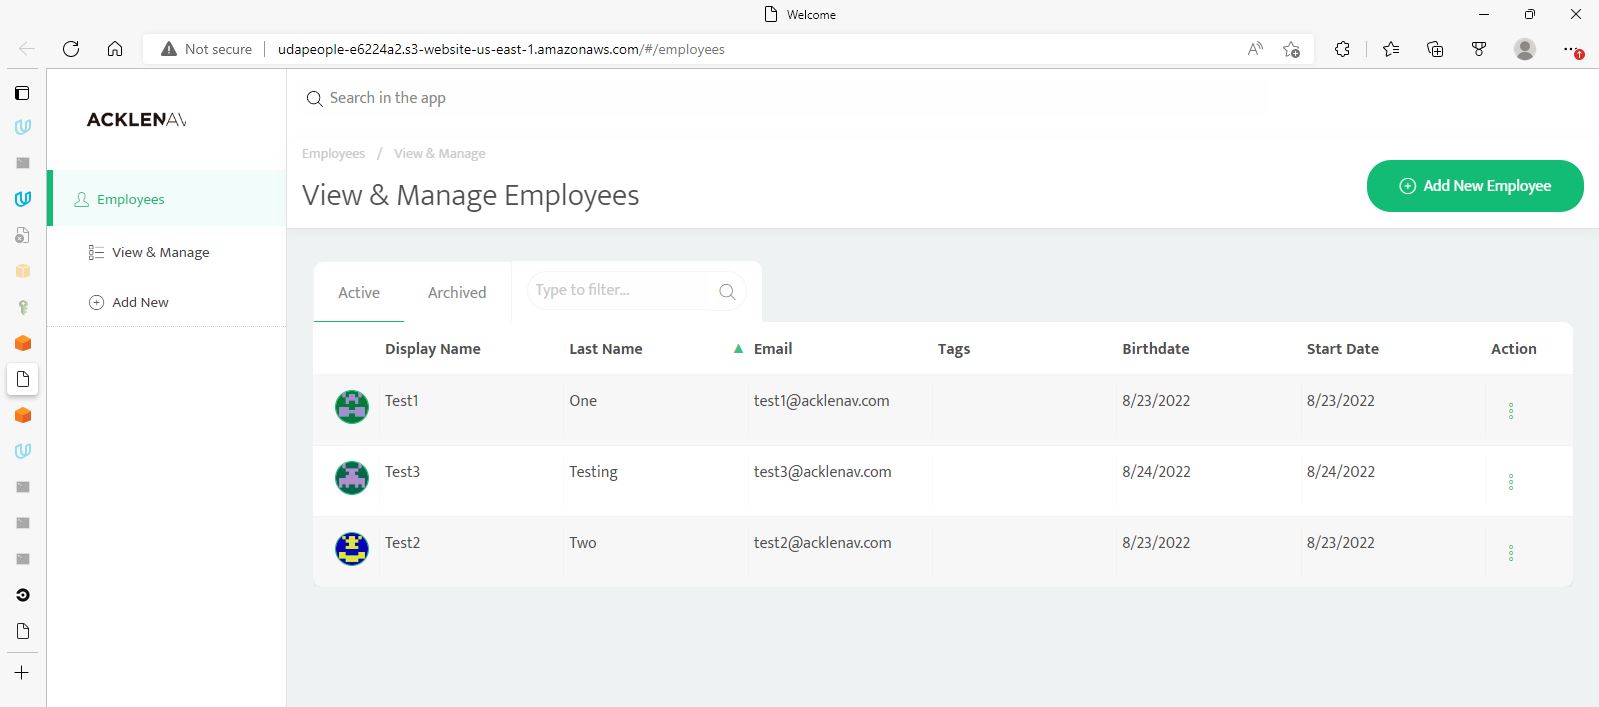 Welcome
Not secure
udapeople-e6224a2.s3-website-us-east-1.amazonaws.com/#/employees
ACKLENAV
Search in the app
Employees / View & Manage
View & Manage Employees
Add New Employee
Employees
View & Manage
Add New
Active Archived Type to filter...
Display Name Last Name Email Tags Birthdate Start Date Action
Test1 One test1@acklenav.com 8/23/2022 8/23/2022
Test3 Testing test3@acklenav.com 8/24/2022 8/24/2022
Test2 Two test2@acklenav.com 8/23/2022 8/23/2022